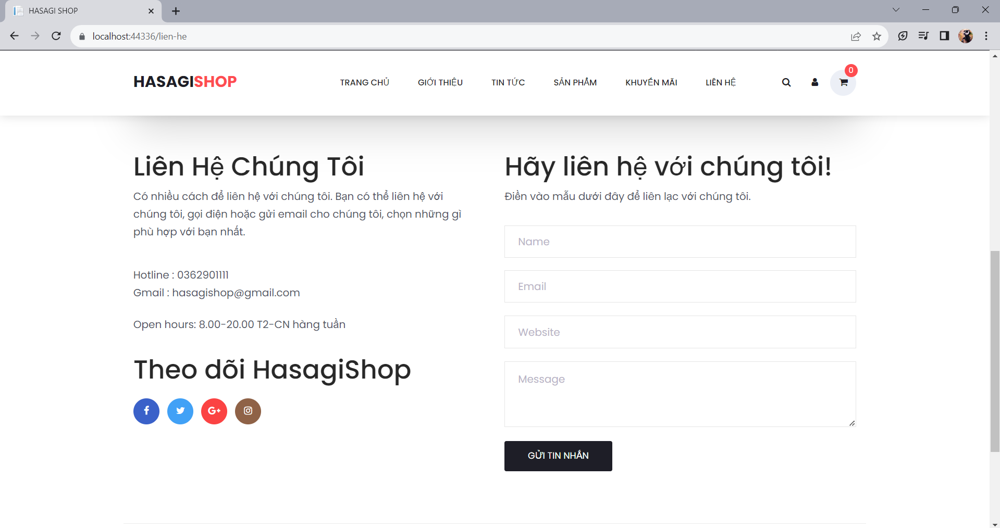 HASAGI SHOP
localhost:44336/lien-he
HASAGISHOP
TRANG CHỦ
GIỚI THIỆU
TIN TỨC
SẢN PHẨM
KHUYẾN MÃI
LIÊN HỆ
0
Liên Hệ Chúng Tôi
Có nhiều cách để liên hệ với chúng tôi. Bạn có thể liên hệ với
chúng tôi, gọi điện hoặc gửi email cho chúng tôi, chọn những gì
phù hợp với bạn nhất.
Hotline : 0362901111
Gmail : hasagishop@gmail.com
Open hours: 8.00-20.00 T2-CN hàng tuần
Theo dõi HasagiShop
Hãy liên hệ với chúng tôi!
Điền vào mẫu dưới đây để liên lạc với chúng tôi.
Name
Email
Website
Message
GỬI TIN NHẮN